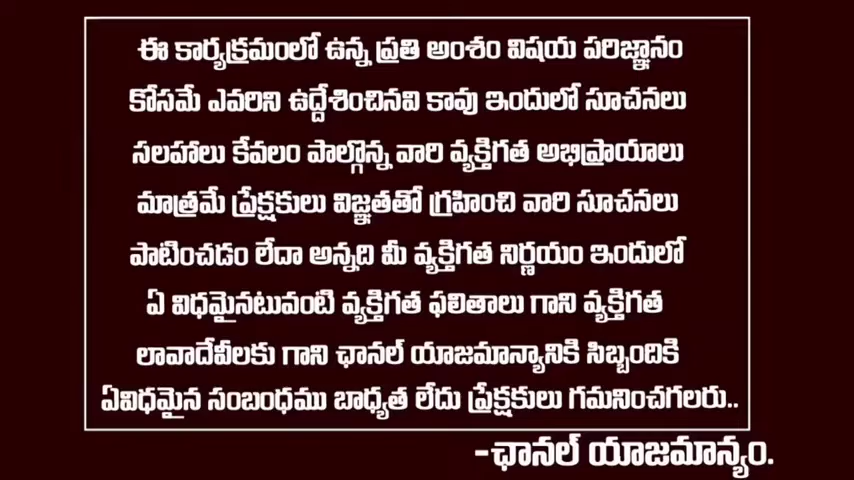 ఈ కార్యక్రమంలో ఉన్న ప్రతి అంశం విషయ పరిజ్ఞానం
కోసమే ఎవరిని ఉద్దేశించినవి కావు ఇందులో సూచనలు
సలహాలు కేవలం పాల్గొన్న వారి వ్యక్తిగత అభిప్రాయాలు
మాత్రమే ప్రేక్షకులు విజ్ఞతతో గ్రహించి వారి సూచనలు
పాటించడం లేదా అన్నది మీ వ్యక్తిగత నిర్ణయం ఇందులో
ఏ విధమైనటువంటి వ్యక్తిగత ఫలితాలు గాని వ్యక్తిగత
లావాదేవీలకు గాని ఛానల్ యాజమాన్యానికి సిబ్బందికి
ఏవిధమైన సంబంధము బాధ్యత లేదు ప్రేక్షకులు గమనించగలరు..
-ఛానల్ యాజమాన్యం.